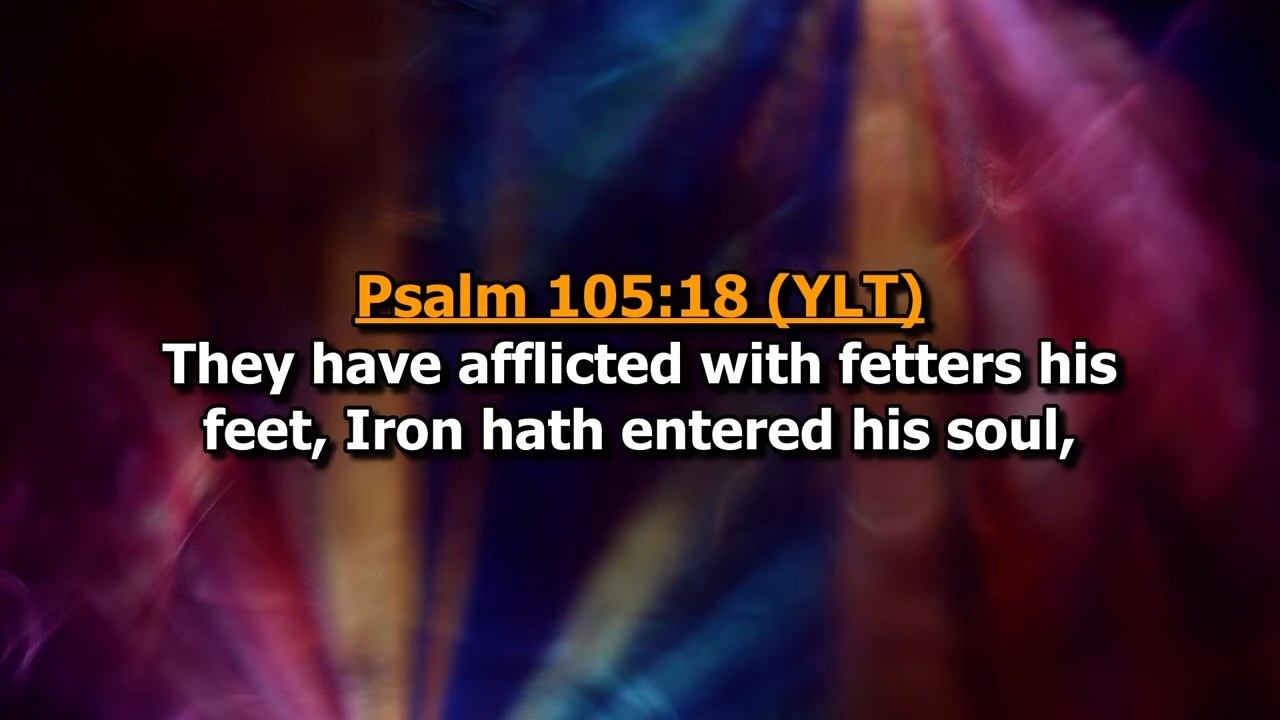 Psalm 105:18 (YLT)
They have afflicted with fetters his
feet, Iron hath entered his soul,